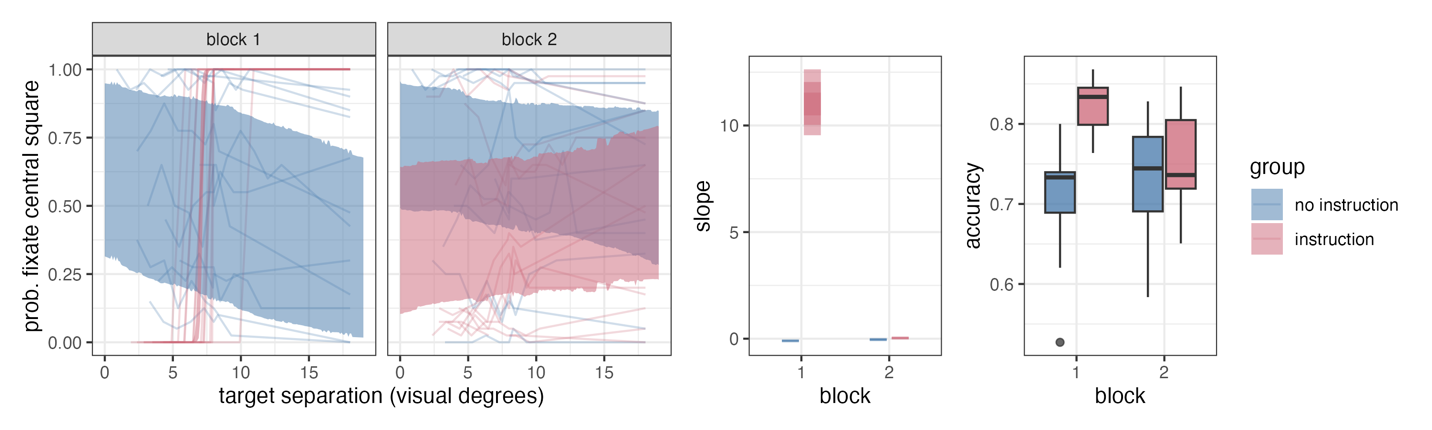 block 1
block 2
prob. fixate central square
1.00
0.75
0.50
0.25
0.00
0 5 10 15
0 5 10 15
target separation (visual degrees)
slope
10
5
0
1 2
block
accuracy
0.8
0.7
0.6
1 2
block
group
no instruction
instruction